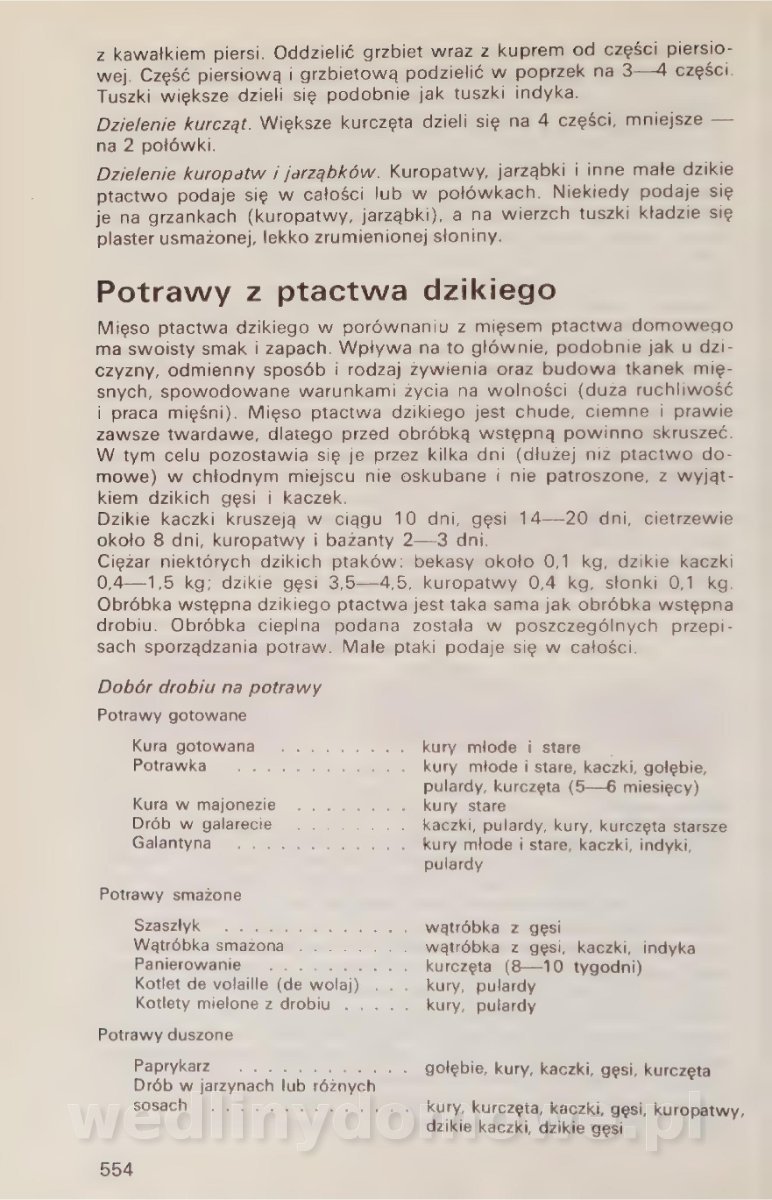 z kawałkiem piersi. Oddzielić grzbiet wraz z kuprem od części piersio-
wej. Część piersiową i grzbietową podzielić w poprzek na 3—4 części.
Tuszki większe dzieli się podobnie jak tuszki indyka.
Dzielenie kurcząt. Większe kurczęta dzieli się na 4 części, mniejsze —
na 2 połówki.
Dzielenie kuropatw i jarząbków. Kuropatwy, jarząbki i inne małe dzikie
ptactwo podaje się w całości lub w połówkach. Niekiedy podaje się
je na grzankach (kuropatwy, jarząbki), a na wierzch tuszki kładzie się
plaster usmażonej, lekko zrumienionej słoniny.
Potrawy z ptactwa dzikiego
Mięso ptactwa dzikiego w porównaniu z mięsem ptactwa domowego
ma swoisty smak i zapach. Wpływa na to głównie, podobnie jak u dzi-
czyzny, odmienny sposób i rodzaj żywienia oraz budowa tkanek mię-
snych, spowodowane warunkami życia na wolności (duża ruchliwość
i praca mięśni). Mięso ptactwa dzikiego jest chude, ciemne i prawie
zawsze twardawe, dlatego przed obróbką wstępną powinno skruszeć.
W tym celu pozostawia się je przez kilka dni (dłużej niż ptactwo do-
mowe) w chłodnym miejscu nie oskubane i nie patroszone, z wyjąt-
kiem dzikich gęsi i kaczek.
Dzikie kaczki kruszeją w ciągu 10 dni, gęsi 14—20 dni, cietrzewie
około 8 dni, kuropatwy i bażanty 2—3 dni.
Ciężar niektórych dzikich ptaków: bekasy około 0,1 kg, dzikie kaczki
0,4—1,5 kg; dzikie gęsi 3,5—4,5, kuropatwy 0,4 kg, słonki 0,1 kg.
Obróbka wstępna dzikiego ptactwa jest taka sama jak obróbka wstępna
drobiu. Obróbka cieplna podana została w poszczególnych przepi-
sach sporządzania potraw. Małe ptaki podaje się w całości.
Dobór drobiu na potrawy
Potrawy gotowane
Kura gotowana . . . . . . . . . kury młode i stare
Potrawka . . . . . . . . . . . . kury młode i stare, kaczki, gołębie,
pulardy, kurczęta (5—6 miesięcy)
Kura w majonezie . . . . . . . . kury stare
Drób w galarecie . . . . . . . . kaczki, pulardy, kury, kurczęta starsze
Galantyna . . . . . . . . . . . . kury młode i stare, kaczki, indyki,
pulardy
Potrawy smażone
Szaszłyk . . . . . . . . . . . . . wątróbka z gęsi
Wątróbka smażona . . . . . . . . wątróbka z gęsi, kaczki, indyka
Panierowanie . . . . . . . . . . kurczęta (8—10 tygodni)
Kotlet de volaille (de wolaj) . . . kury, pulardy
Kotlety mielone z drobiu . . . . . kury, pulardy
Potrawy duszone
Paprykarz . . . . . . . . . . . . gołębie, kury, kaczki, gęsi, kurczęta
Drób w jarzynach lub różnych
sosach . . . . . . . . . . . . . . kury, kurczęta, kaczki, gęsi, kuropatwy,
dzikie kaczki, dzikie gęsi
wedlinydomowe.pl
554